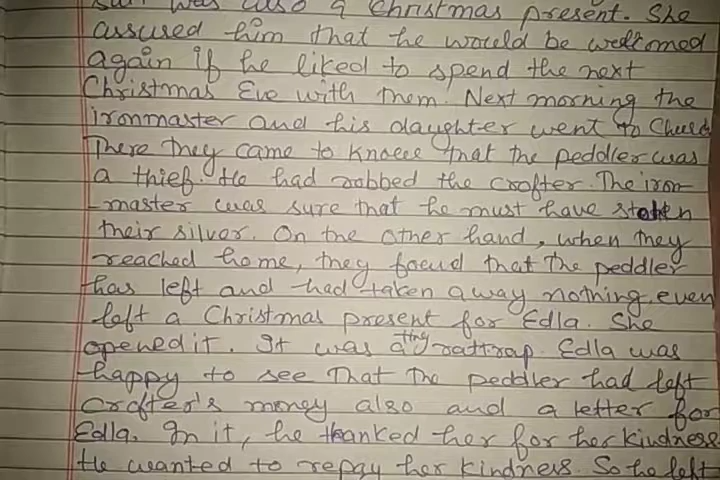 suit was also a Christmas present. She
assured him that he would be welcomed
again if he liked to spend the next
Christmas Eve with them. Next morning the
ironmaster and his daughter went to
There they came to know that the peddler was
a thief. He had robbed the crofter. The iron-
-master was sure that he must have stolen
their silver. On the other hand, when they
reached home, they found that the peddler
has left and had taken away nothing, even
left a Christmas present for Edla. She
opened it. It was a tiny rattrap. Edla was
happy to see That the peddler had left
Crofter's money also and a letter for
Edla. In it, he thanked her for her kindness
He wanted to repay her kindness. So he left